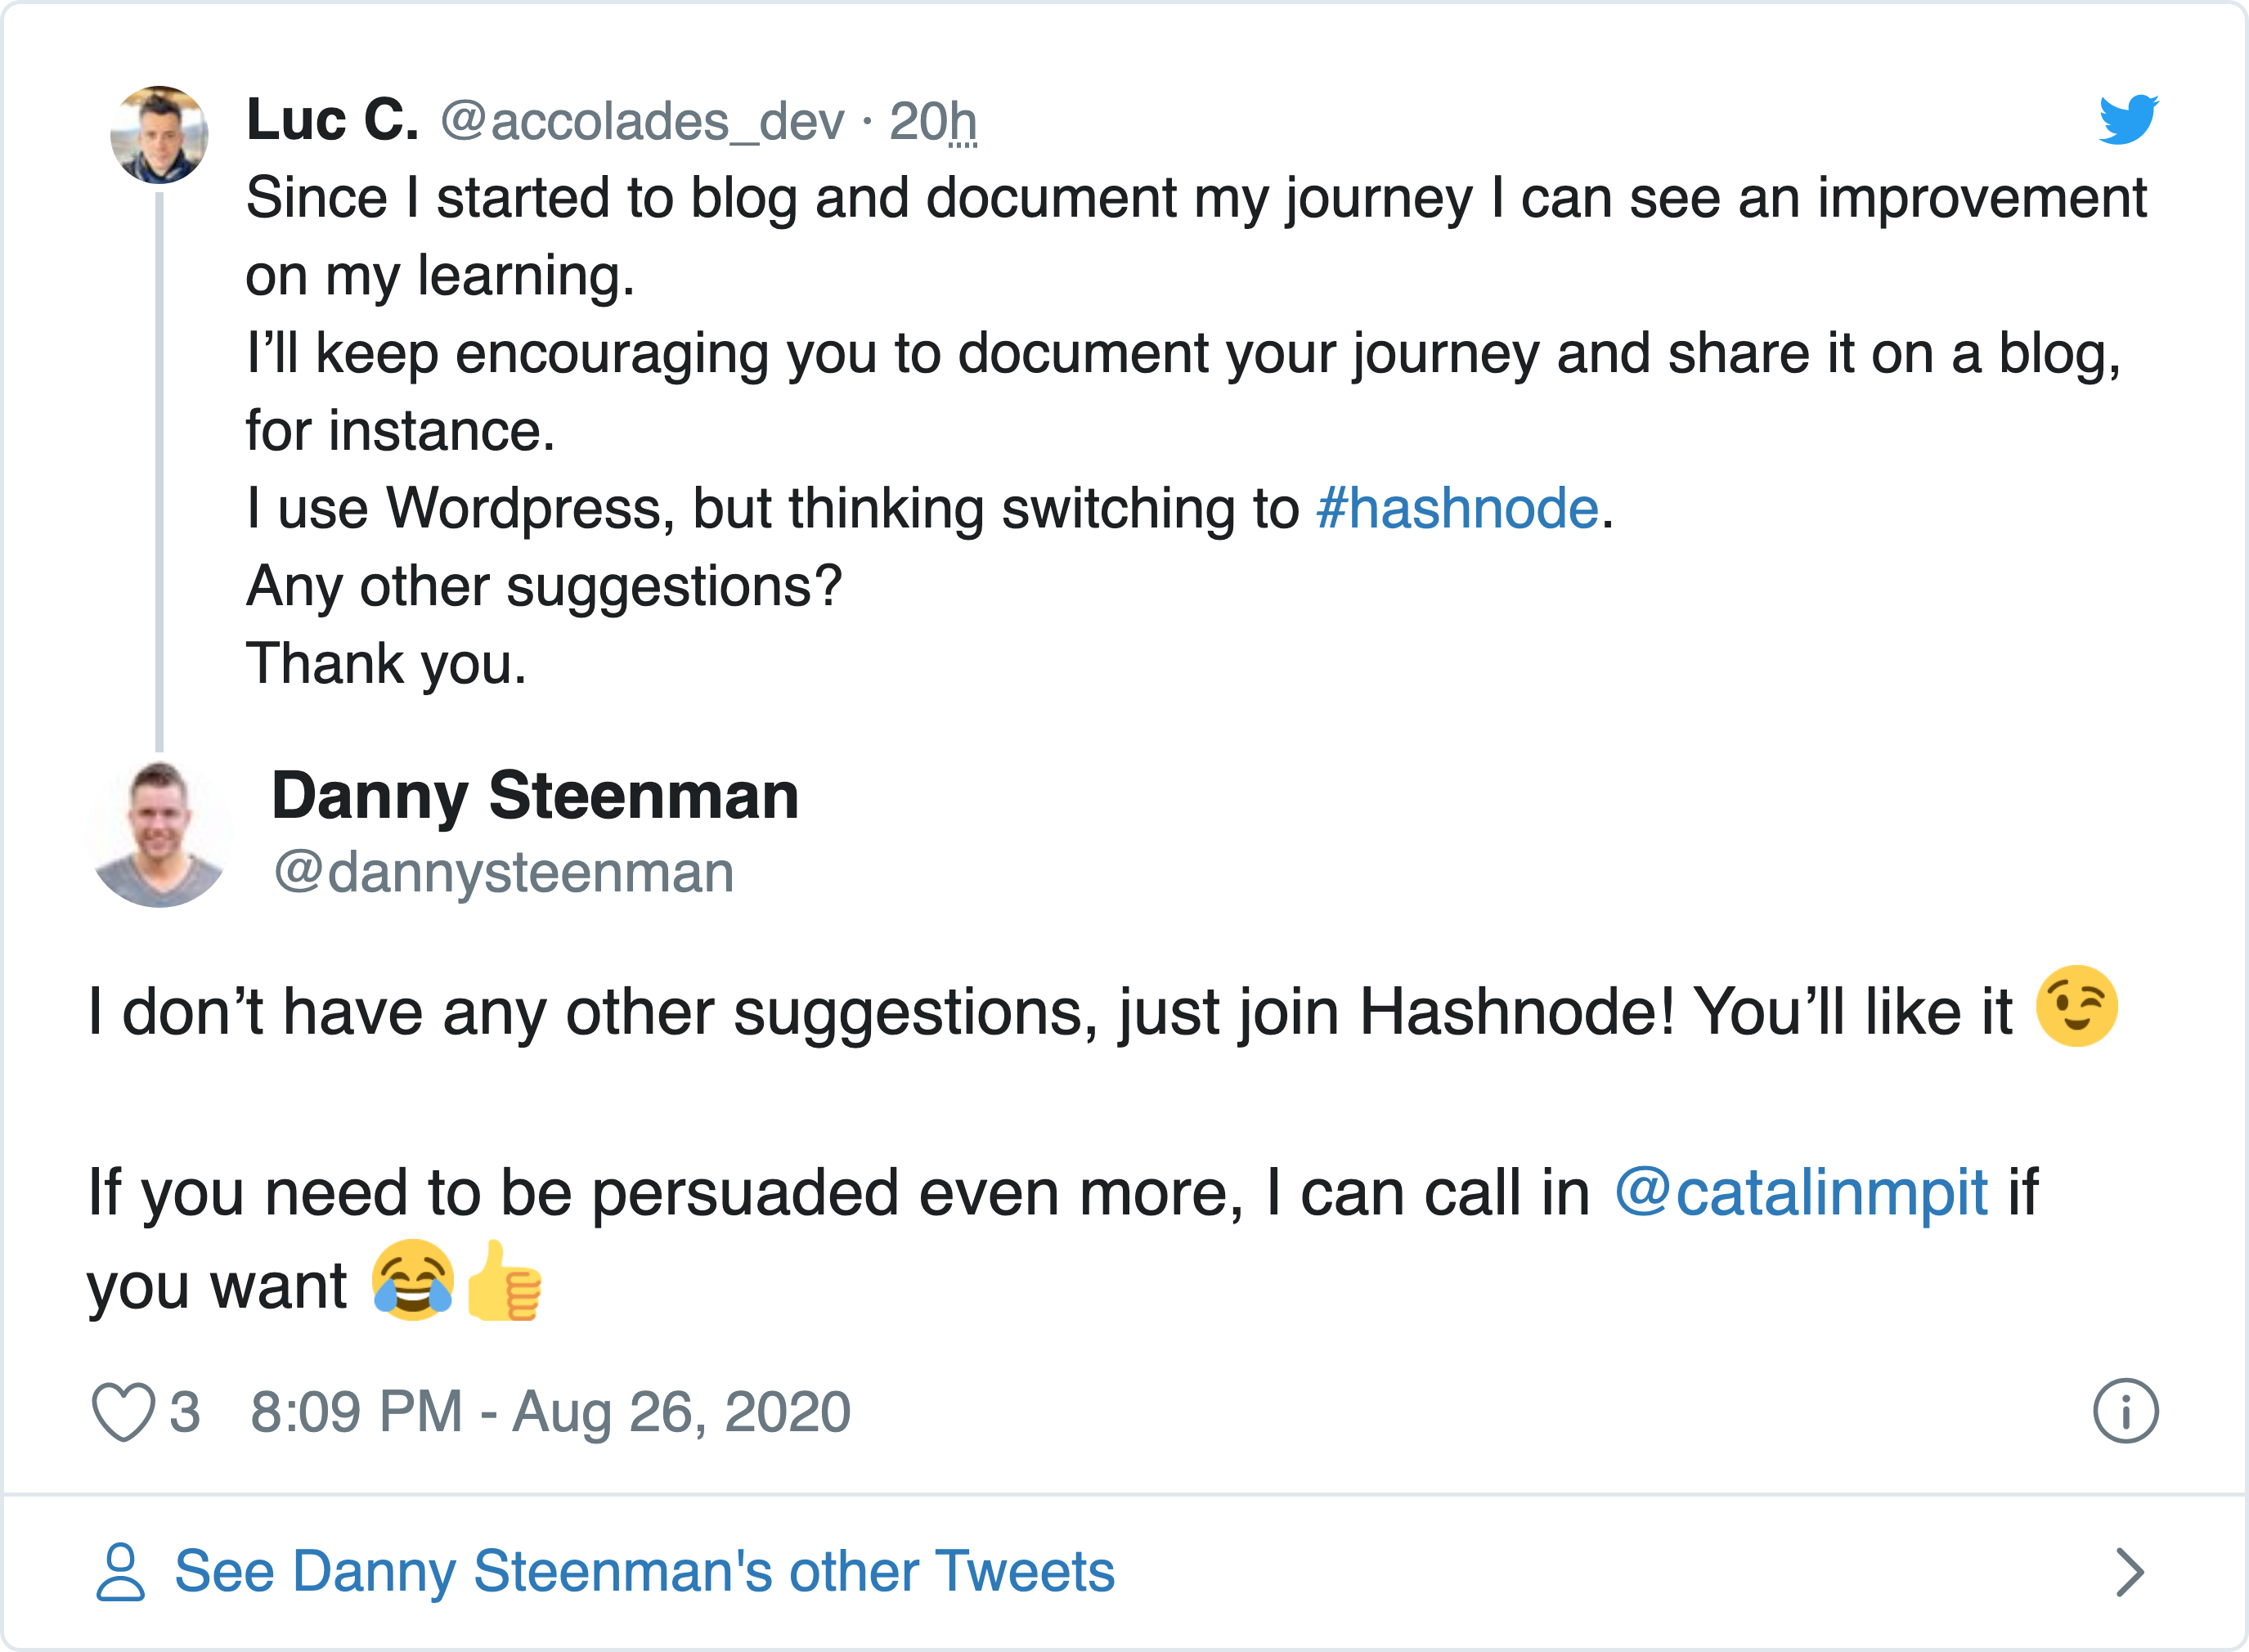 Luc C. @accolades_dev · 20h
Since I started to blog and document my journey I can see an improvement
on my learning.
I’ll keep encouraging you to document your journey and share it on a blog,
for instance.
I use Wordpress, but thinking switching to #hashnode.
Any other suggestions?
Thank you.
Danny Steenman
@dannysteenman
I don’t have any other suggestions, just join Hashnode! You’ll like it 😉
If you need to be persuaded even more, I can call in @catalinmpit if
you want 😂👍
3 8:09 PM - Aug 26, 2020
See Danny Steenman's other Tweets